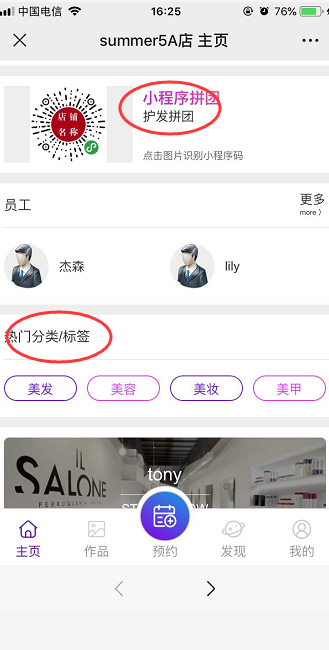 中国电信 16:25 76%
summer5A店 主页
店铺
名称
小程序拼团
护发拼团
点击图片识别小程序码
员工 更多
more 〉
杰森 lily
热门分类/标签
美发 美容 美妆 美甲
IL
SALONE
PERRUQUERIA
tony
主页 作品 预约 发现 我的